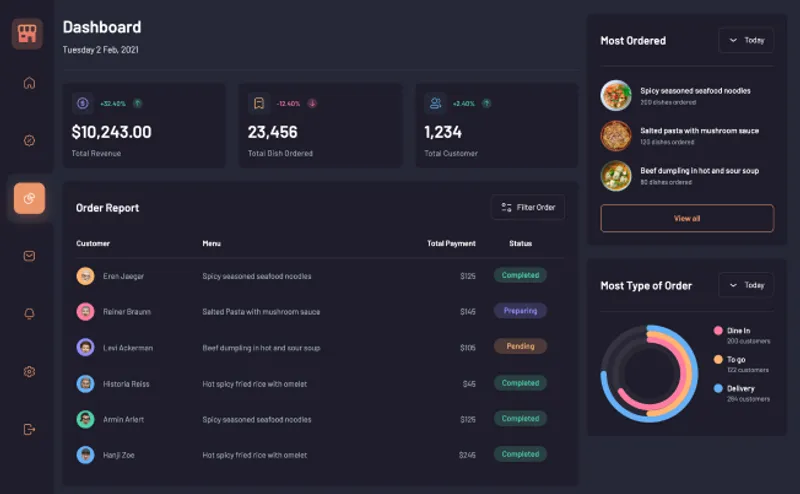 Dashboard
Tuesday 2 Feb, 2021
+32.40%
$10,243.00
Total Revenue
-12.40%
23,456
Total Dish Ordered
+2.40%
1,234
Total Customer
Order Report
Filter Order
Customer Menu Total Payment Status
Eren Jaegar Spicy seasoned seafood noodles $125 Completed
Reiner Braunn Salted Pasta with mushroom sauce $145 Preparing
Levi Ackerman Beef dumpling in hot and sour soup $105 Pending
Historia Reiss Hot spicy fried rice with omelet $45 Completed
Armin Arlert Spicy seasoned seafood noodles $125 Completed
Hanji Zoe Hot spicy fried rice with omelet $245 Completed
Most Ordered
Today
Spicy seasoned seafood noodles
200 dishes ordered
Salted pasta with mushroom sauce
120 dishes ordered
Beef dumpling in hot and sour soup
80 dishes ordered
View all
Most Type of Order
Today
Dine In
200 customers
To go
122 customers
Delivery
264 customers